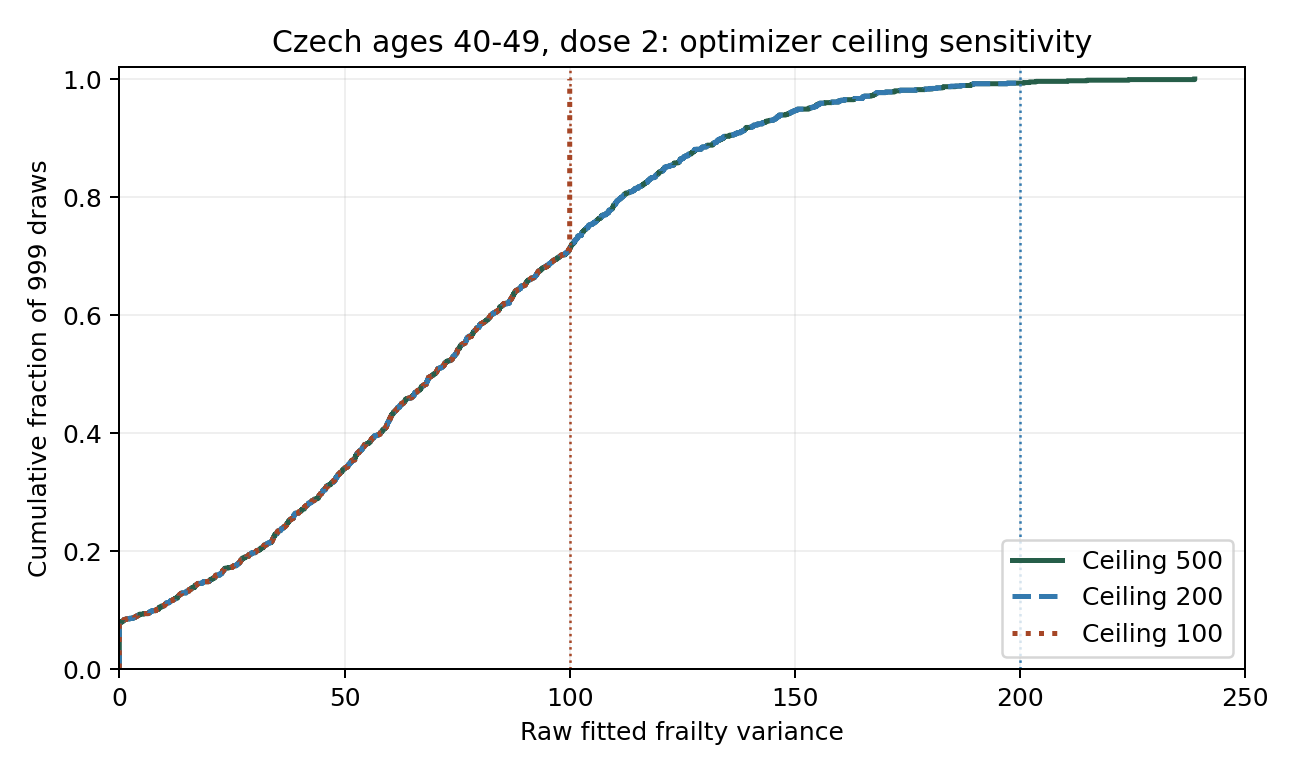 Czech ages 40-49, dose 2: optimizer ceiling sensitivity
Cumulative fraction of 999 draws
1.0
0.8
0.6
0.4
0.2
0.0
Ceiling 500
Ceiling 200
Ceiling 100
0 50 100 150 200 250
Raw fitted frailty variance